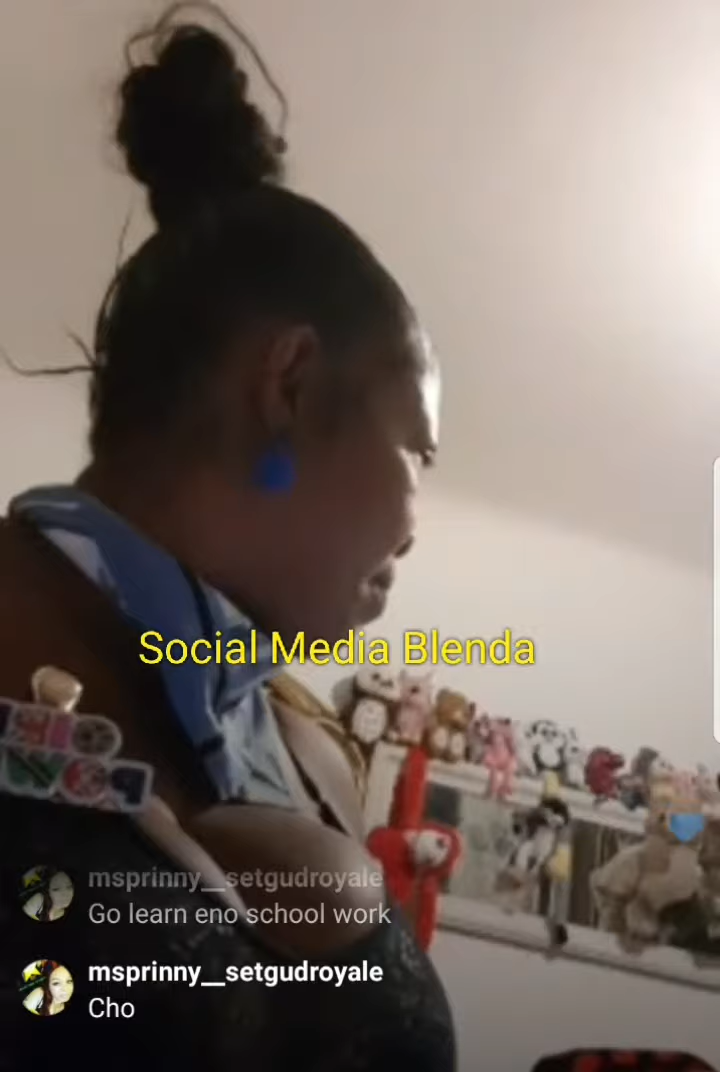 Social Media Blenda
msprinny__setgudroyale
Go learn eno school work
msprinny__setgudroyale
Cho